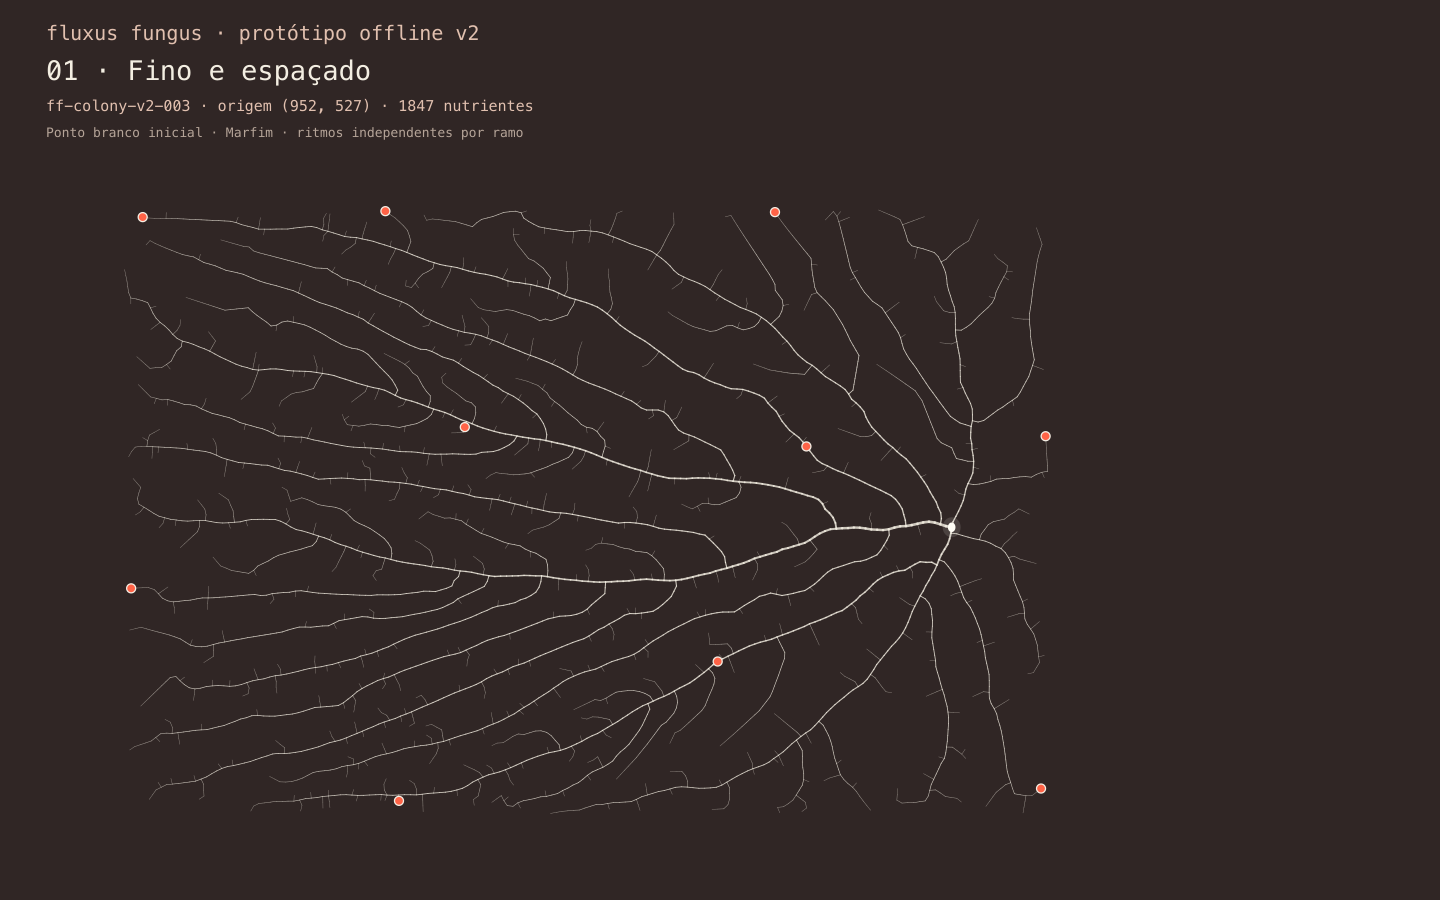 fluxus fungus · protótipo offline v2
01 · Fino e espaçado
ff−colony−v2−003 · origem (952, 527) · 1847 nutrientes
Ponto branco inicial · Marfim · ritmos independentes por ramo